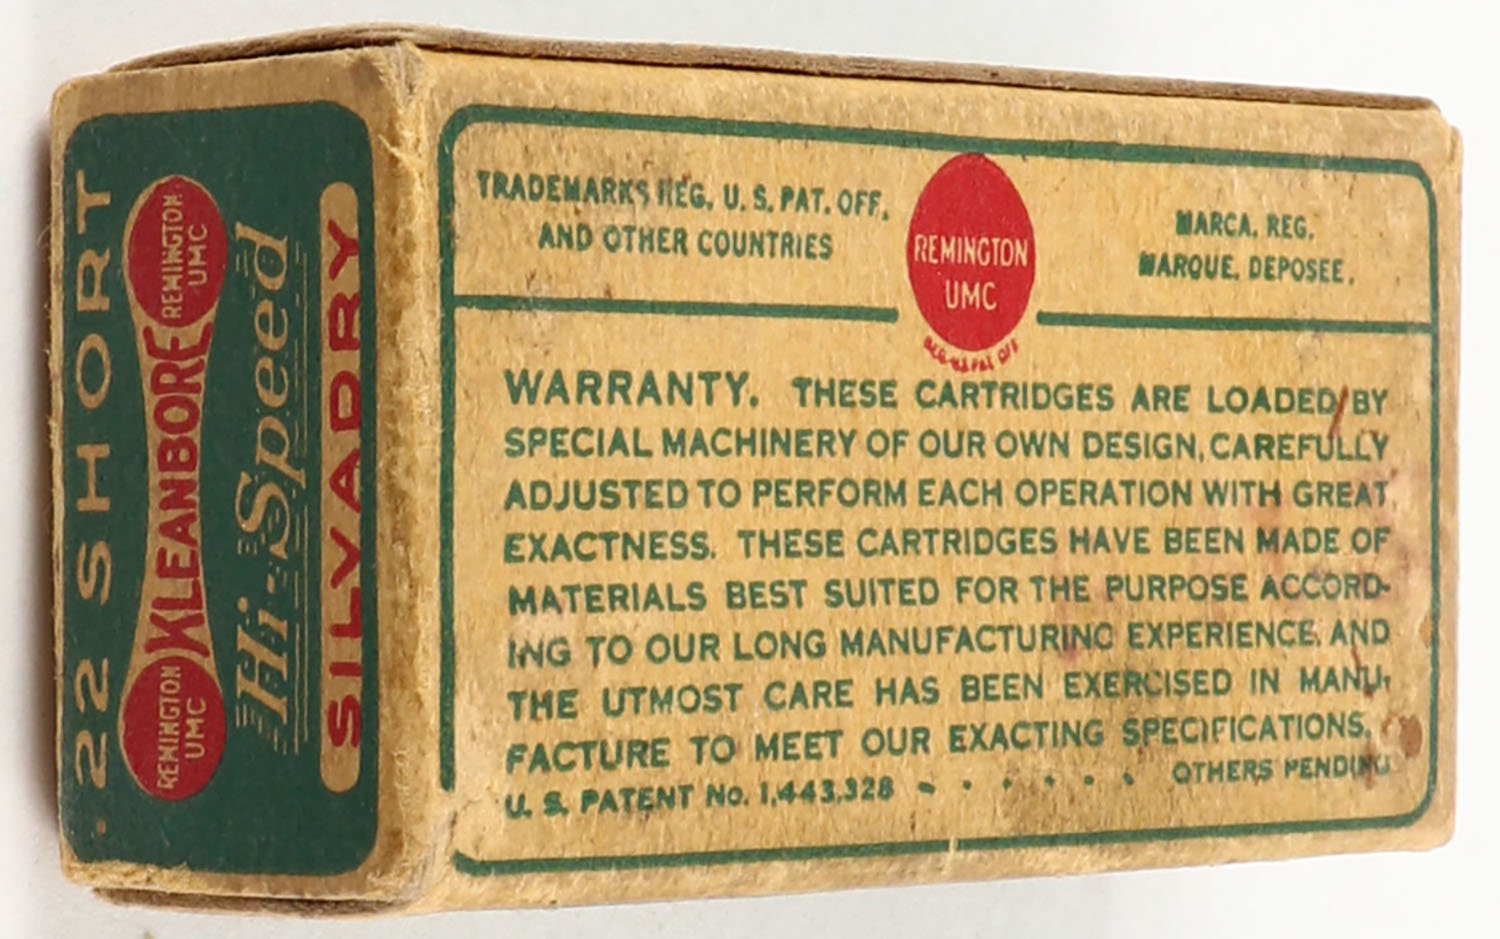 .22 SHORT
REMINGTON
UMC
KLEANBORE
REMINGTON
UMC
Hi-Speed
SILVADRY
TRADEMARKS REG. U. S. PAT. OFF.
AND OTHER COUNTRIES
REMINGTON
UMC
REG. U.S. PAT. OFF
MARCA. REG.
MARQUE. DEPOSEE.
WARRANTY. THESE CARTRIDGES ARE LOADED BY
SPECIAL MACHINERY OF OUR OWN DESIGN, CAREFULLY
ADJUSTED TO PERFORM EACH OPERATION WITH GREAT
EXACTNESS. THESE CARTRIDGES HAVE BEEN MADE OF
MATERIALS BEST SUITED FOR THE PURPOSE ACCORD-
ING TO OUR LONG MANUFACTURING EXPERIENCE, AND
THE UTMOST CARE HAS BEEN EXERCISED IN MANU-
FACTURE TO MEET OUR EXACTING SPECIFICATIONS.
U. S. PATENT No. 1,443,328 - . . . . . OTHERS PENDING